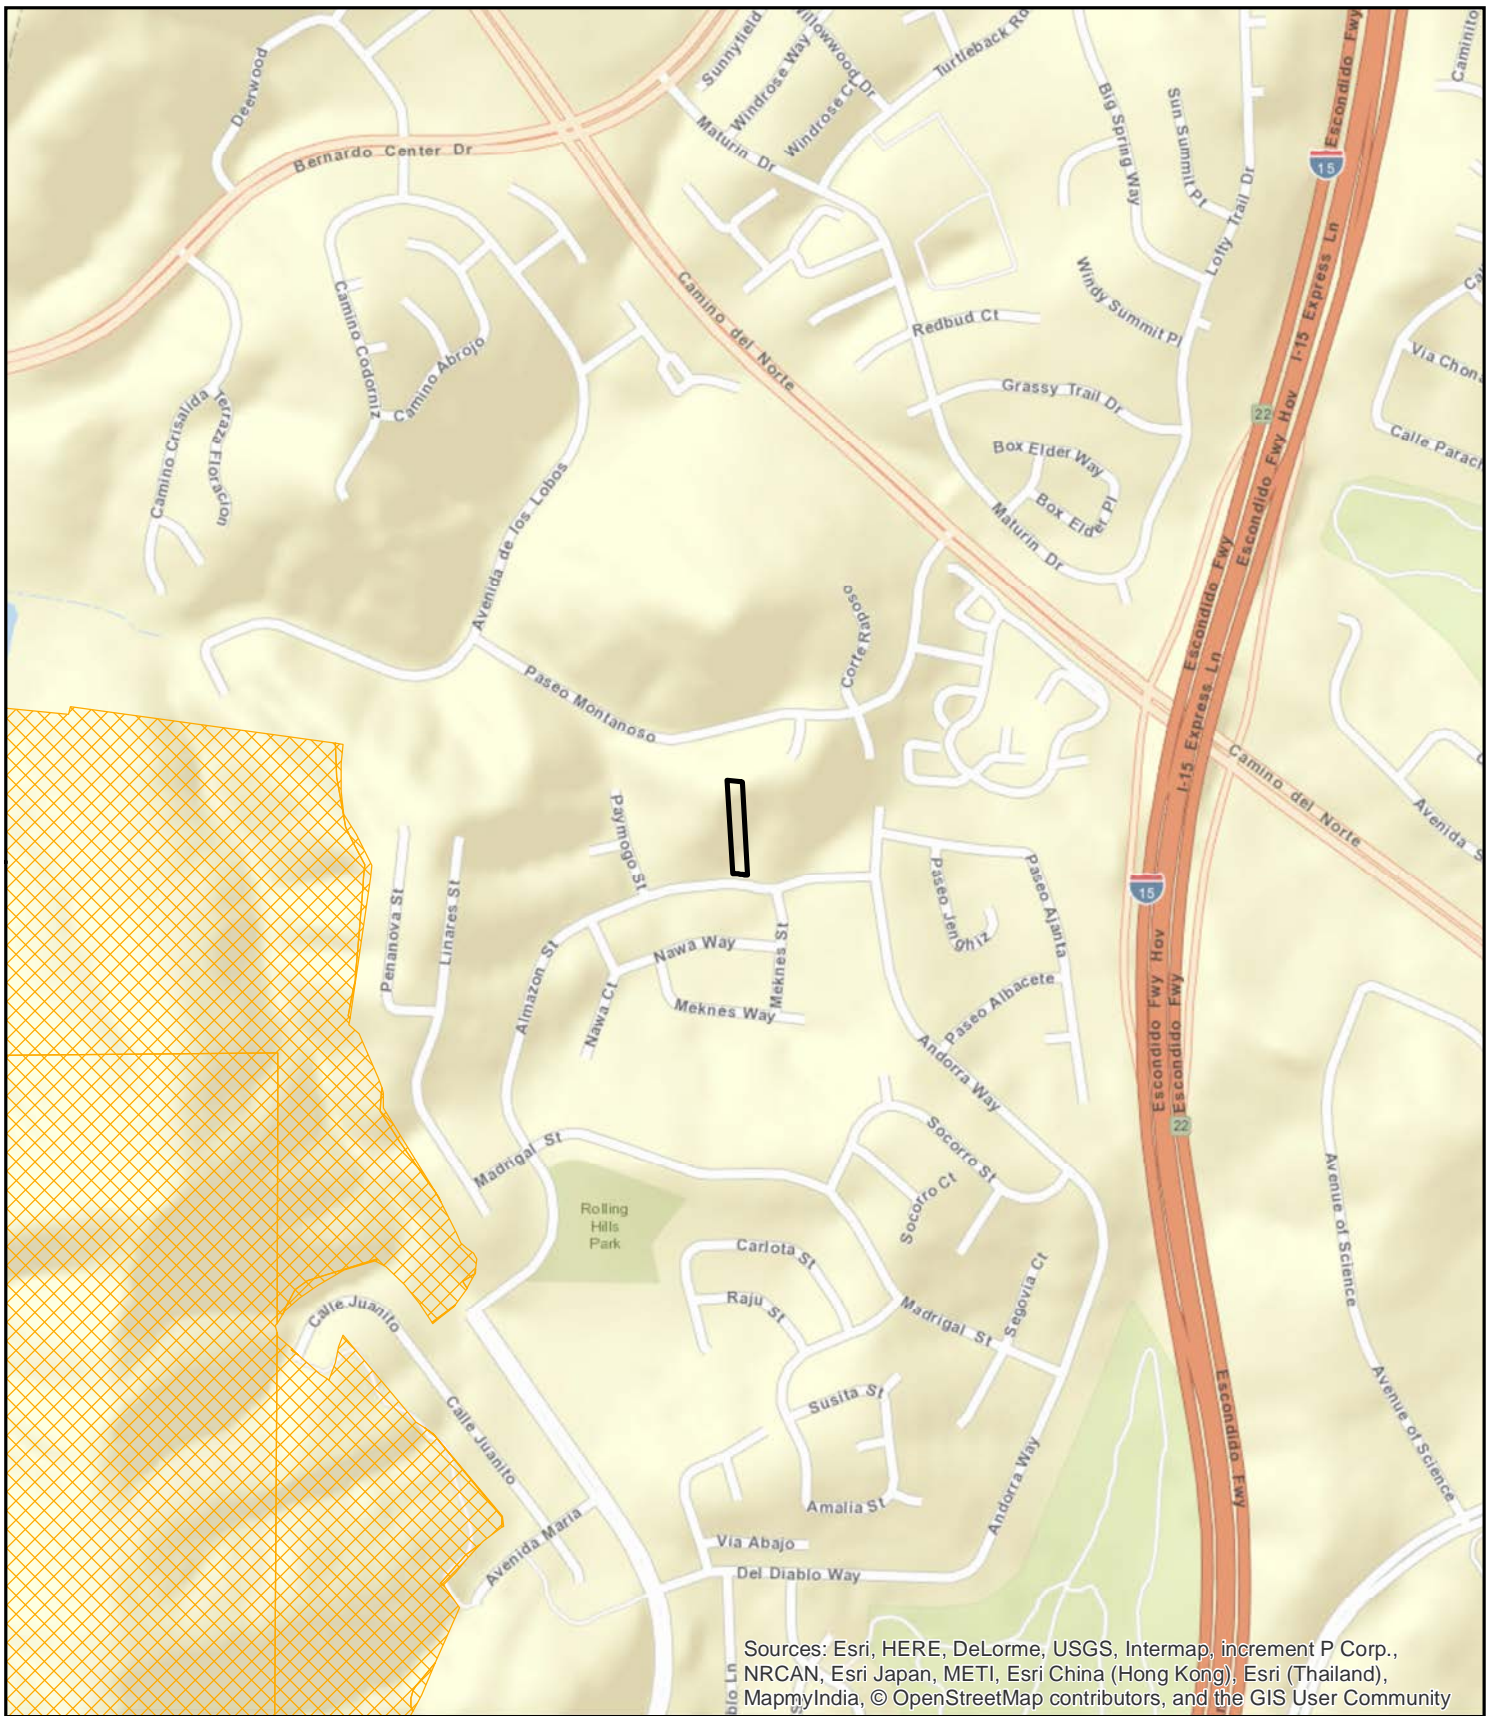 Escondido Fwy
Sunnyfield
Willowwood Dr
Windrose Way
Turtleback Rd
Caminito
Deerwood
Windrose Ct
Big Spring Way
Sun Summit Pt
Maturin Dr
Bernardo Center Dr
15
Lofty Trail Dr
Windy Summit Pl
Camino del Norte
I-15 Express Ln
Camino Codorniz
Redbud Ct
Camino Abrojo
Via Chona
Grassy Trail Dr
Camino Crisalida
Terraza Floracion
22
Calle Parach
Escondido Fwy Hov
Box Elder Way
Box Elder Pl
Avenida de los Lobos
Maturin Dr
Escondido Fwy
Corte Raposo
Paseo Montanoso
I-15 Express Ln
Camino del Norte
Paymogo St
Avenida S
Penanova St
Linares St
Paseo Jenghiz
Paseo Ajanta
15
Almazon St
Nawa Way
Meknes St
Nawa Ct
Meknes Way
Paseo Albacete
Escondido Fwy Hov
Escondido Fwy
Andorra Way
22
Madrigal St
Socorro St
Socorro Ct
Rolling
Hills
Park
Avenue of Science
Carlota St
Segovia Ct
Raju St
Madrigal St
Calle Juanito
Susita St
Calle Juanito
Escondido Fwy
Avenue of Science
Andorra Way
Amalia St
Avenida Maria
Via Abajo
Del Diablo Way
blo Ln
Sources: Esri, HERE, DeLorme, USGS, Intermap, increment P Corp.,
NRCAN, Esri Japan, METI, Esri China (Hong Kong), Esri (Thailand),
MapmyIndia, © OpenStreetMap contributors, and the GIS User Community